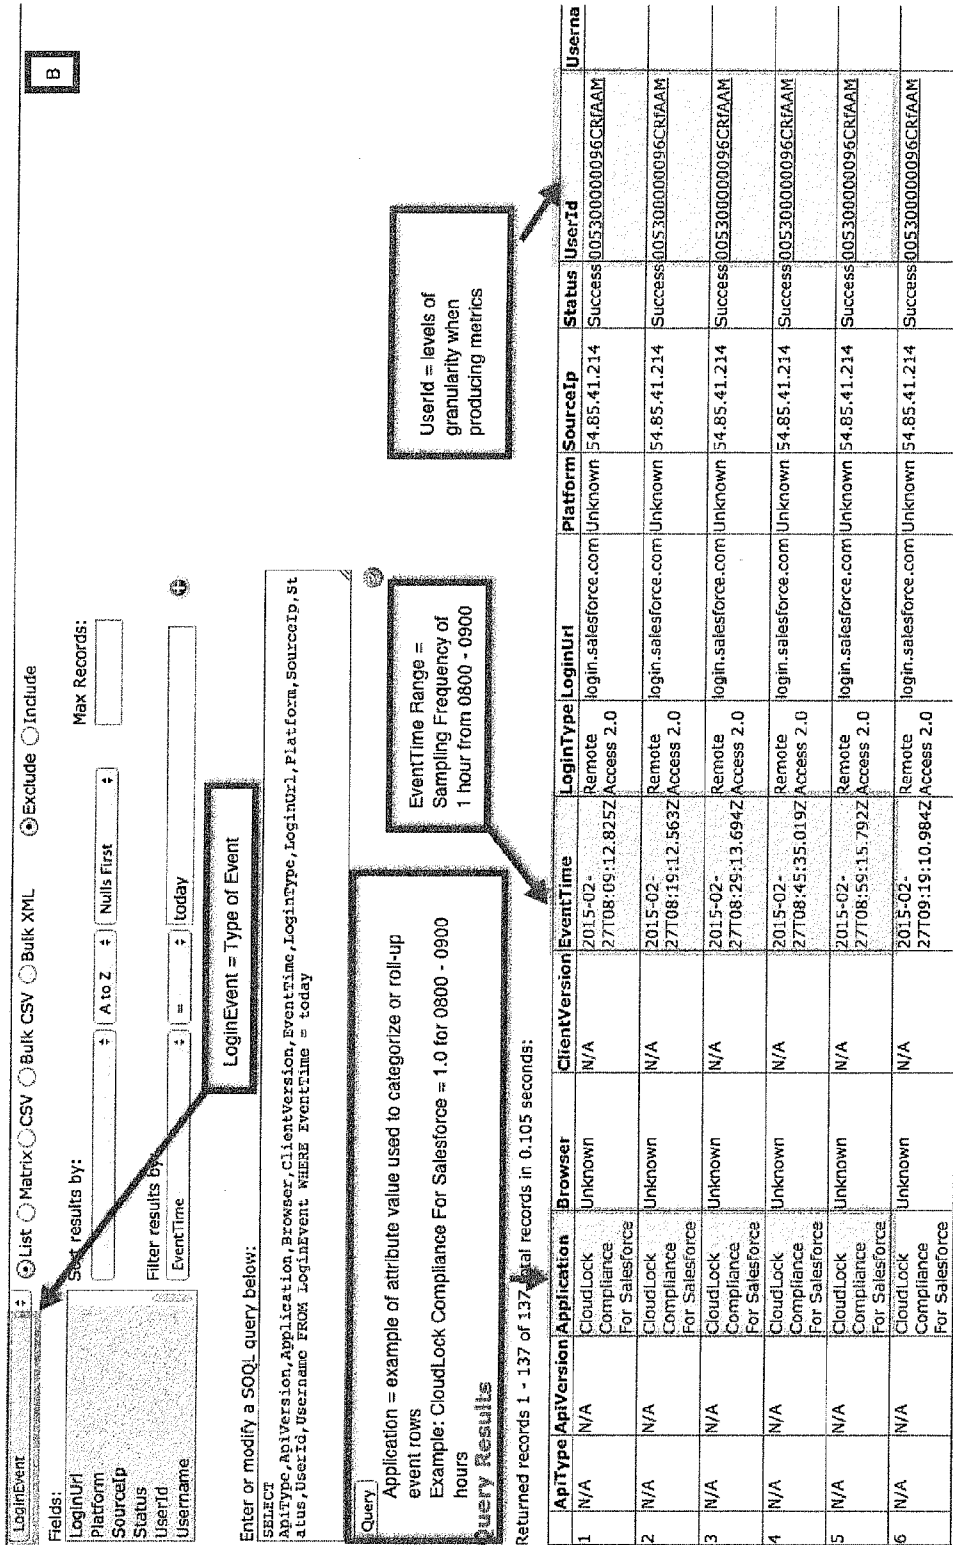 B
LoginEvent
List Matrix CSV Bulk CSV Bulk XML Exclude Include
Fields:
LoginUrl
Platform
SourceIp
Status
UserId
Username
Sort results by:
A to Z Nulls First
Max Records:
Filter results by:
EventTime = today
LoginEvent = Type of Event
Enter or modify a SOQL query below:
SELECT
ApiType,ApiVersion,Application,Browser,ClientVersion,EventTime,LoginType,LoginUrl,Platform,SourceIp,St
atus,UserId,Username FROM LoginEvent WHERE EventTime = today
Query
Application = example of attribute value used to categorize or roll-up
event rows
Example: CloudLock Compliance For Salesforce = 1.0 for 0800 - 0900
hours
EventTime Range =
Sampling Frequency of
1 hour from 0800 - 0900
UserId = levels of
granularity when
producing metrics
Query Results
Returned records 1 - 137 of 137 total records in 0.105 seconds:
ApiType ApiVersion Application Browser ClientVersion EventTime LoginType LoginUrl Platform SourceIp Status UserId Userna
1 N/A N/A CloudLock Compliance For Salesforce Unknown N/A 2015-02-27T08:09:12.825Z Remote Access 2.0 login.salesforce.com Unknown 54.85.41.214 Success 005300000096CRfAAM
2 N/A N/A CloudLock Compliance For Salesforce Unknown N/A 2015-02-27T08:19:12.563Z Remote Access 2.0 login.salesforce.com Unknown 54.85.41.214 Success 005300000096CRfAAM
3 N/A N/A CloudLock Compliance For Salesforce Unknown N/A 2015-02-27T08:29:13.694Z Remote Access 2.0 login.salesforce.com Unknown 54.85.41.214 Success 005300000096CRfAAM
4 N/A N/A CloudLock Compliance For Salesforce Unknown N/A 2015-02-27T08:45:35.019Z Remote Access 2.0 login.salesforce.com Unknown 54.85.41.214 Success 005300000096CRfAAM
5 N/A N/A CloudLock Compliance For Salesforce Unknown N/A 2015-02-27T08:59:15.792Z Remote Access 2.0 login.salesforce.com Unknown 54.85.41.214 Success 005300000096CRfAAM
6 N/A N/A CloudLock Compliance For Salesforce Unknown N/A 2015-02-27T09:19:10.984Z Remote Access 2.0 login.salesforce.com Unknown 54.85.41.214 Success 005300000096CRfAAM